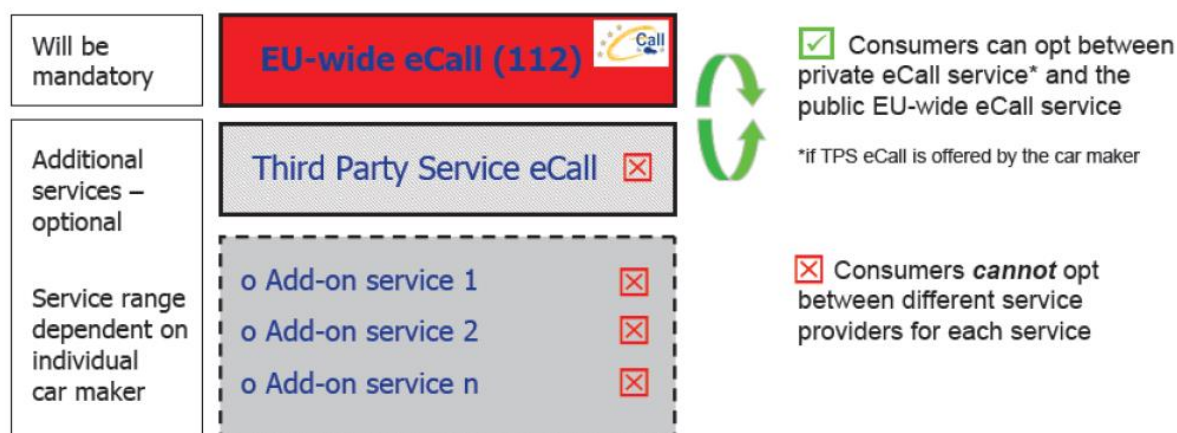 Will be
mandatory
EU-wide eCall (112)
Call
Additional
services –
optional
Third Party Service eCall
Service range
dependent on
individual
car maker
o Add-on service 1
o Add-on service 2
o Add-on service n
Consumers can opt between
private eCall service* and the
public EU-wide eCall service
*if TPS eCall is offered by the car maker
Consumers cannot opt
between different service
providers for each service